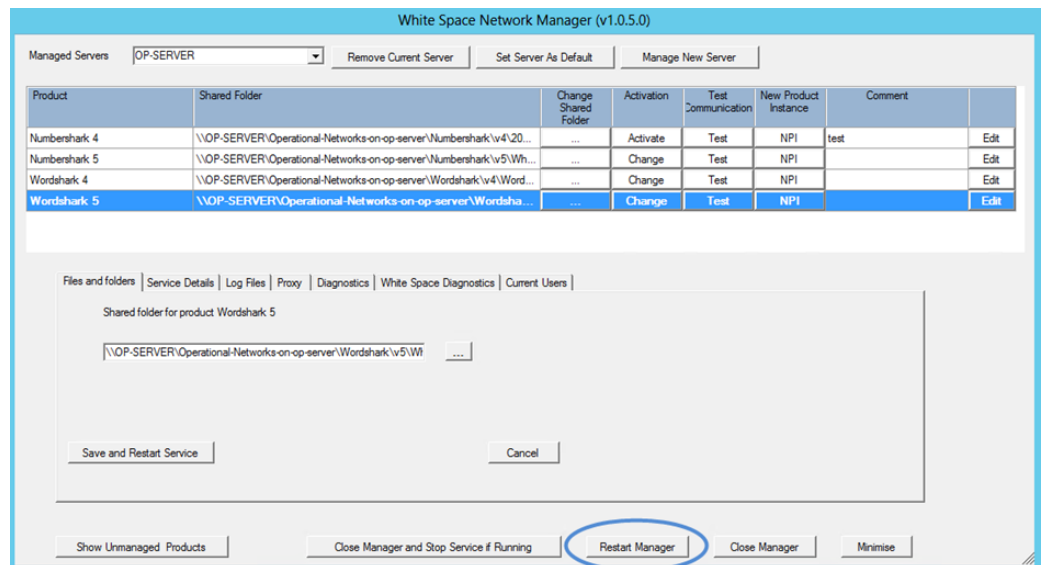 White Space Network Manager (v1.0.5.0)
Managed Servers OP-SERVER Remove Current Server Set Server As Default Manage New Server
Product Shared Folder Change Shared Folder Activation Test Communication New Product Instance Comment
Numbershark 4 \\OP-SERVER\Operational-Networks-on-op-server\Numbershark\v4\20... ... Activate Test NPI test Edit
Numbershark 5 \\OP-SERVER\Operational-Networks-on-op-server\Numbershark\v5\Wh... ... Change Test NPI Edit
Wordshark 4 \\OP-SERVER\Operational-Networks-on-op-server\Wordshark\v4\Word... ... Change Test NPI Edit
Wordshark 5 \\OP-SERVER\Operational-Networks-on-op-server\Wordsha... ... Change Test NPI Edit
Files and folders Service Details Log Files Proxy Diagnostics White Space Diagnostics Current Users
Shared folder for product Wordshark 5
\\OP-SERVER\Operational-Networks-on-op-server\Wordshark\v5\Wh ...
Save and Restart Service Cancel
Show Unmanaged Products Close Manager and Stop Service if Running Restart Manager Close Manager Minimise